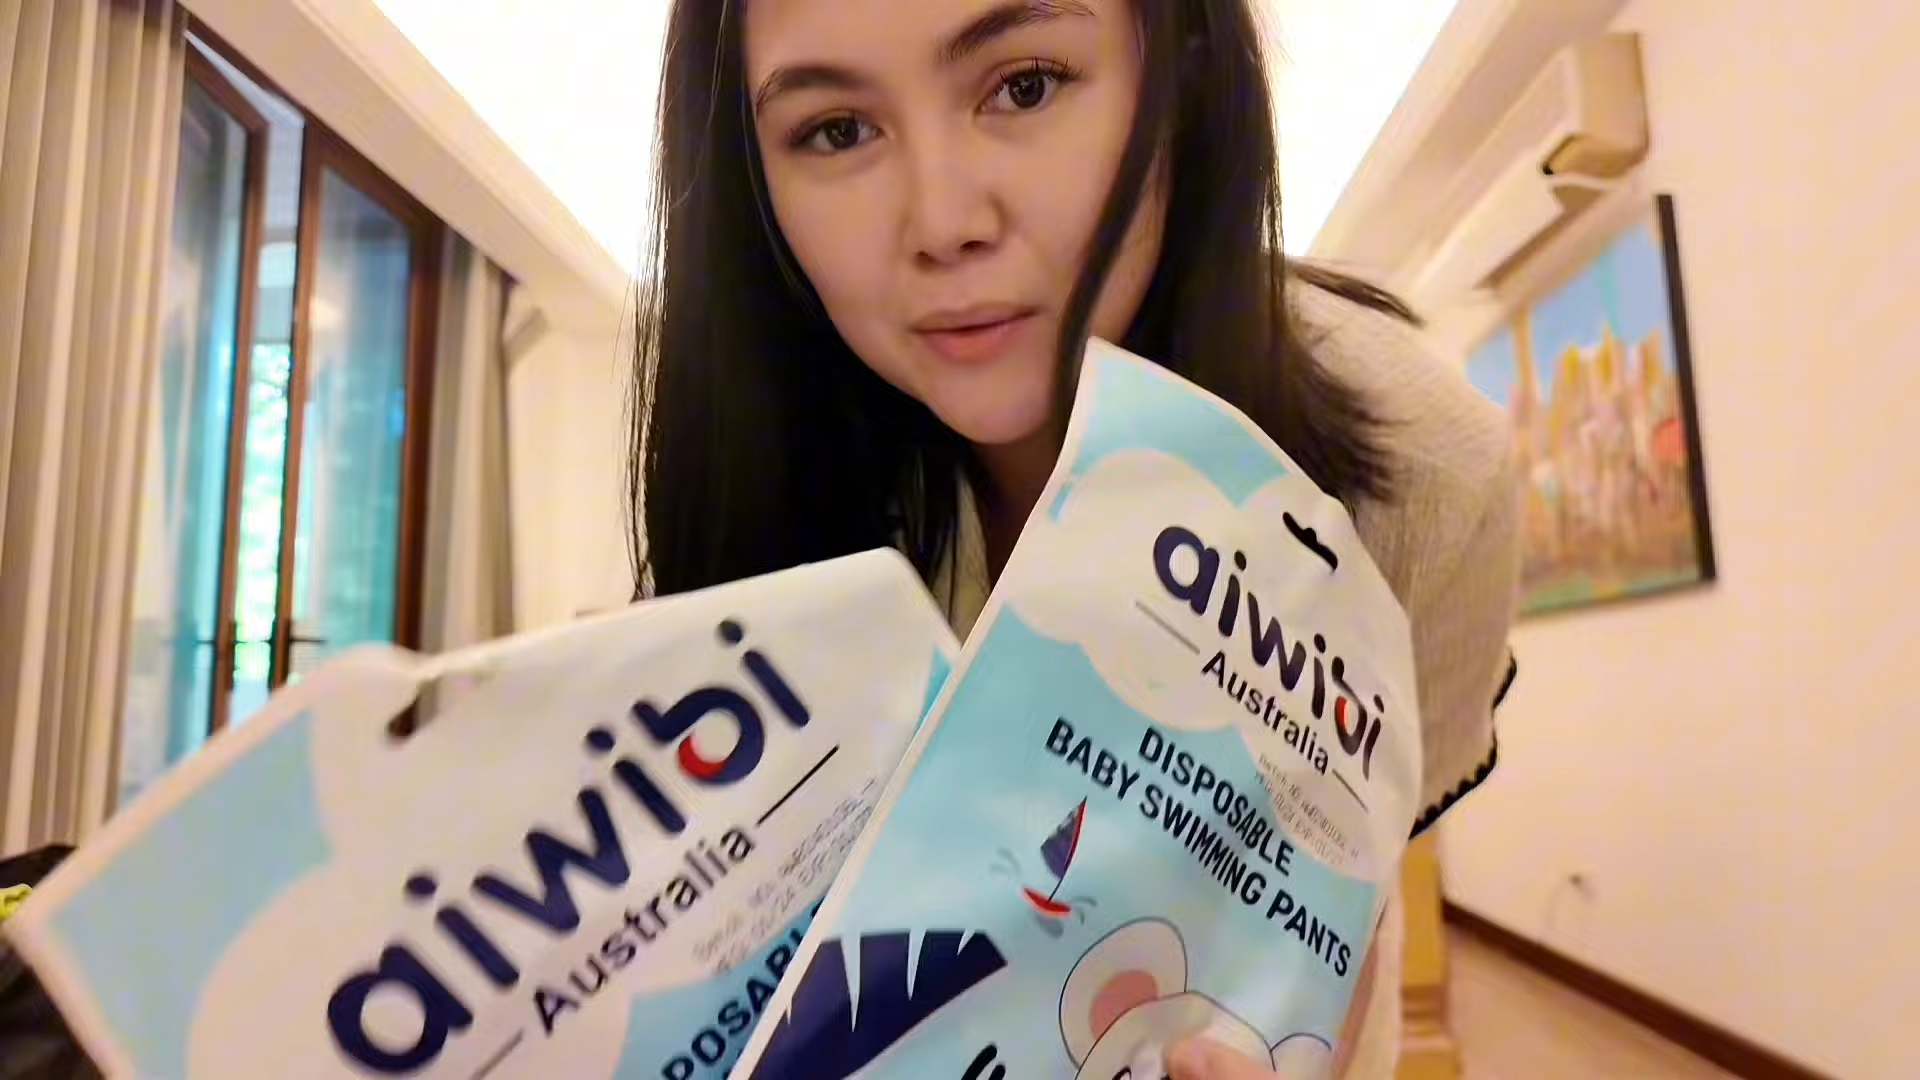 aiwibi
Australia
aiwibi
Australia
DISPOSABLE
BABY SWIMMING PANTS